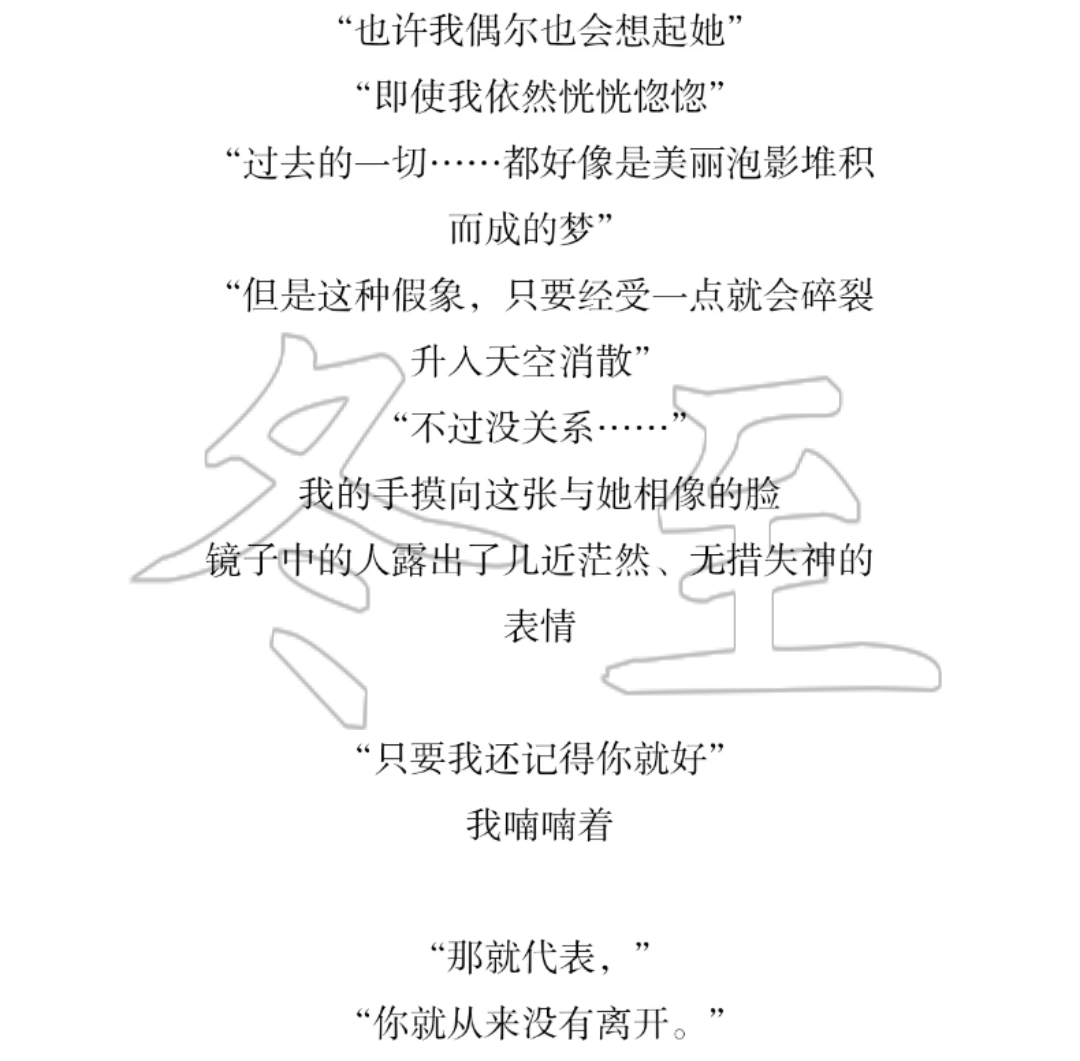 “也许我偶尔也会想起她”
“即使我依然恍恍惚惚”
“过去的一切……都好像是美丽泡影堆积
而成的梦”
“但是这种假象，只要经受一点就会碎裂
升入天空消散”
“不过没关系……”
我的手摸向这张与她相像的脸
镜子中的人露出了几近茫然、无措失神的
表情
“只要我还记得你就好”
我喃喃着
“那就代表，”
“你就从来没有离开。”
冬至